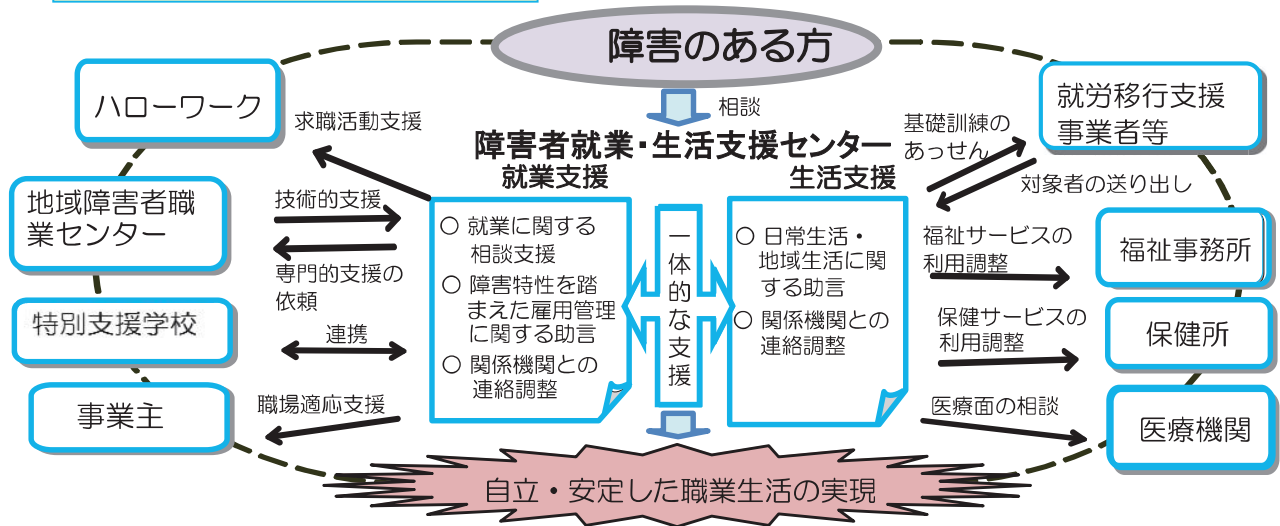 障害のある方
相談
障害者就業・生活支援センター
就業支援
生活支援
ハローワーク
求職活動支援
地域障害者職
業センター
技術的支援
専門的支援の
依頼
特別支援学校
連携
事業主
職場適応支援
○ 就業に関する
相談支援
○ 障害特性を踏
まえた雇用管理
に関する助言
○ 関係機関との
連絡調整
一体的な支援
○ 日常生活・
地域生活に関
する助言
○ 関係機関との
連絡調整
基礎訓練の
あっせん
対象者の送り出し
就労移行支援
事業者等
福祉サービスの
利用調整
福祉事務所
保健サービスの
利用調整
保健所
医療面の相談
医療機関
自立・安定した職業生活の実現